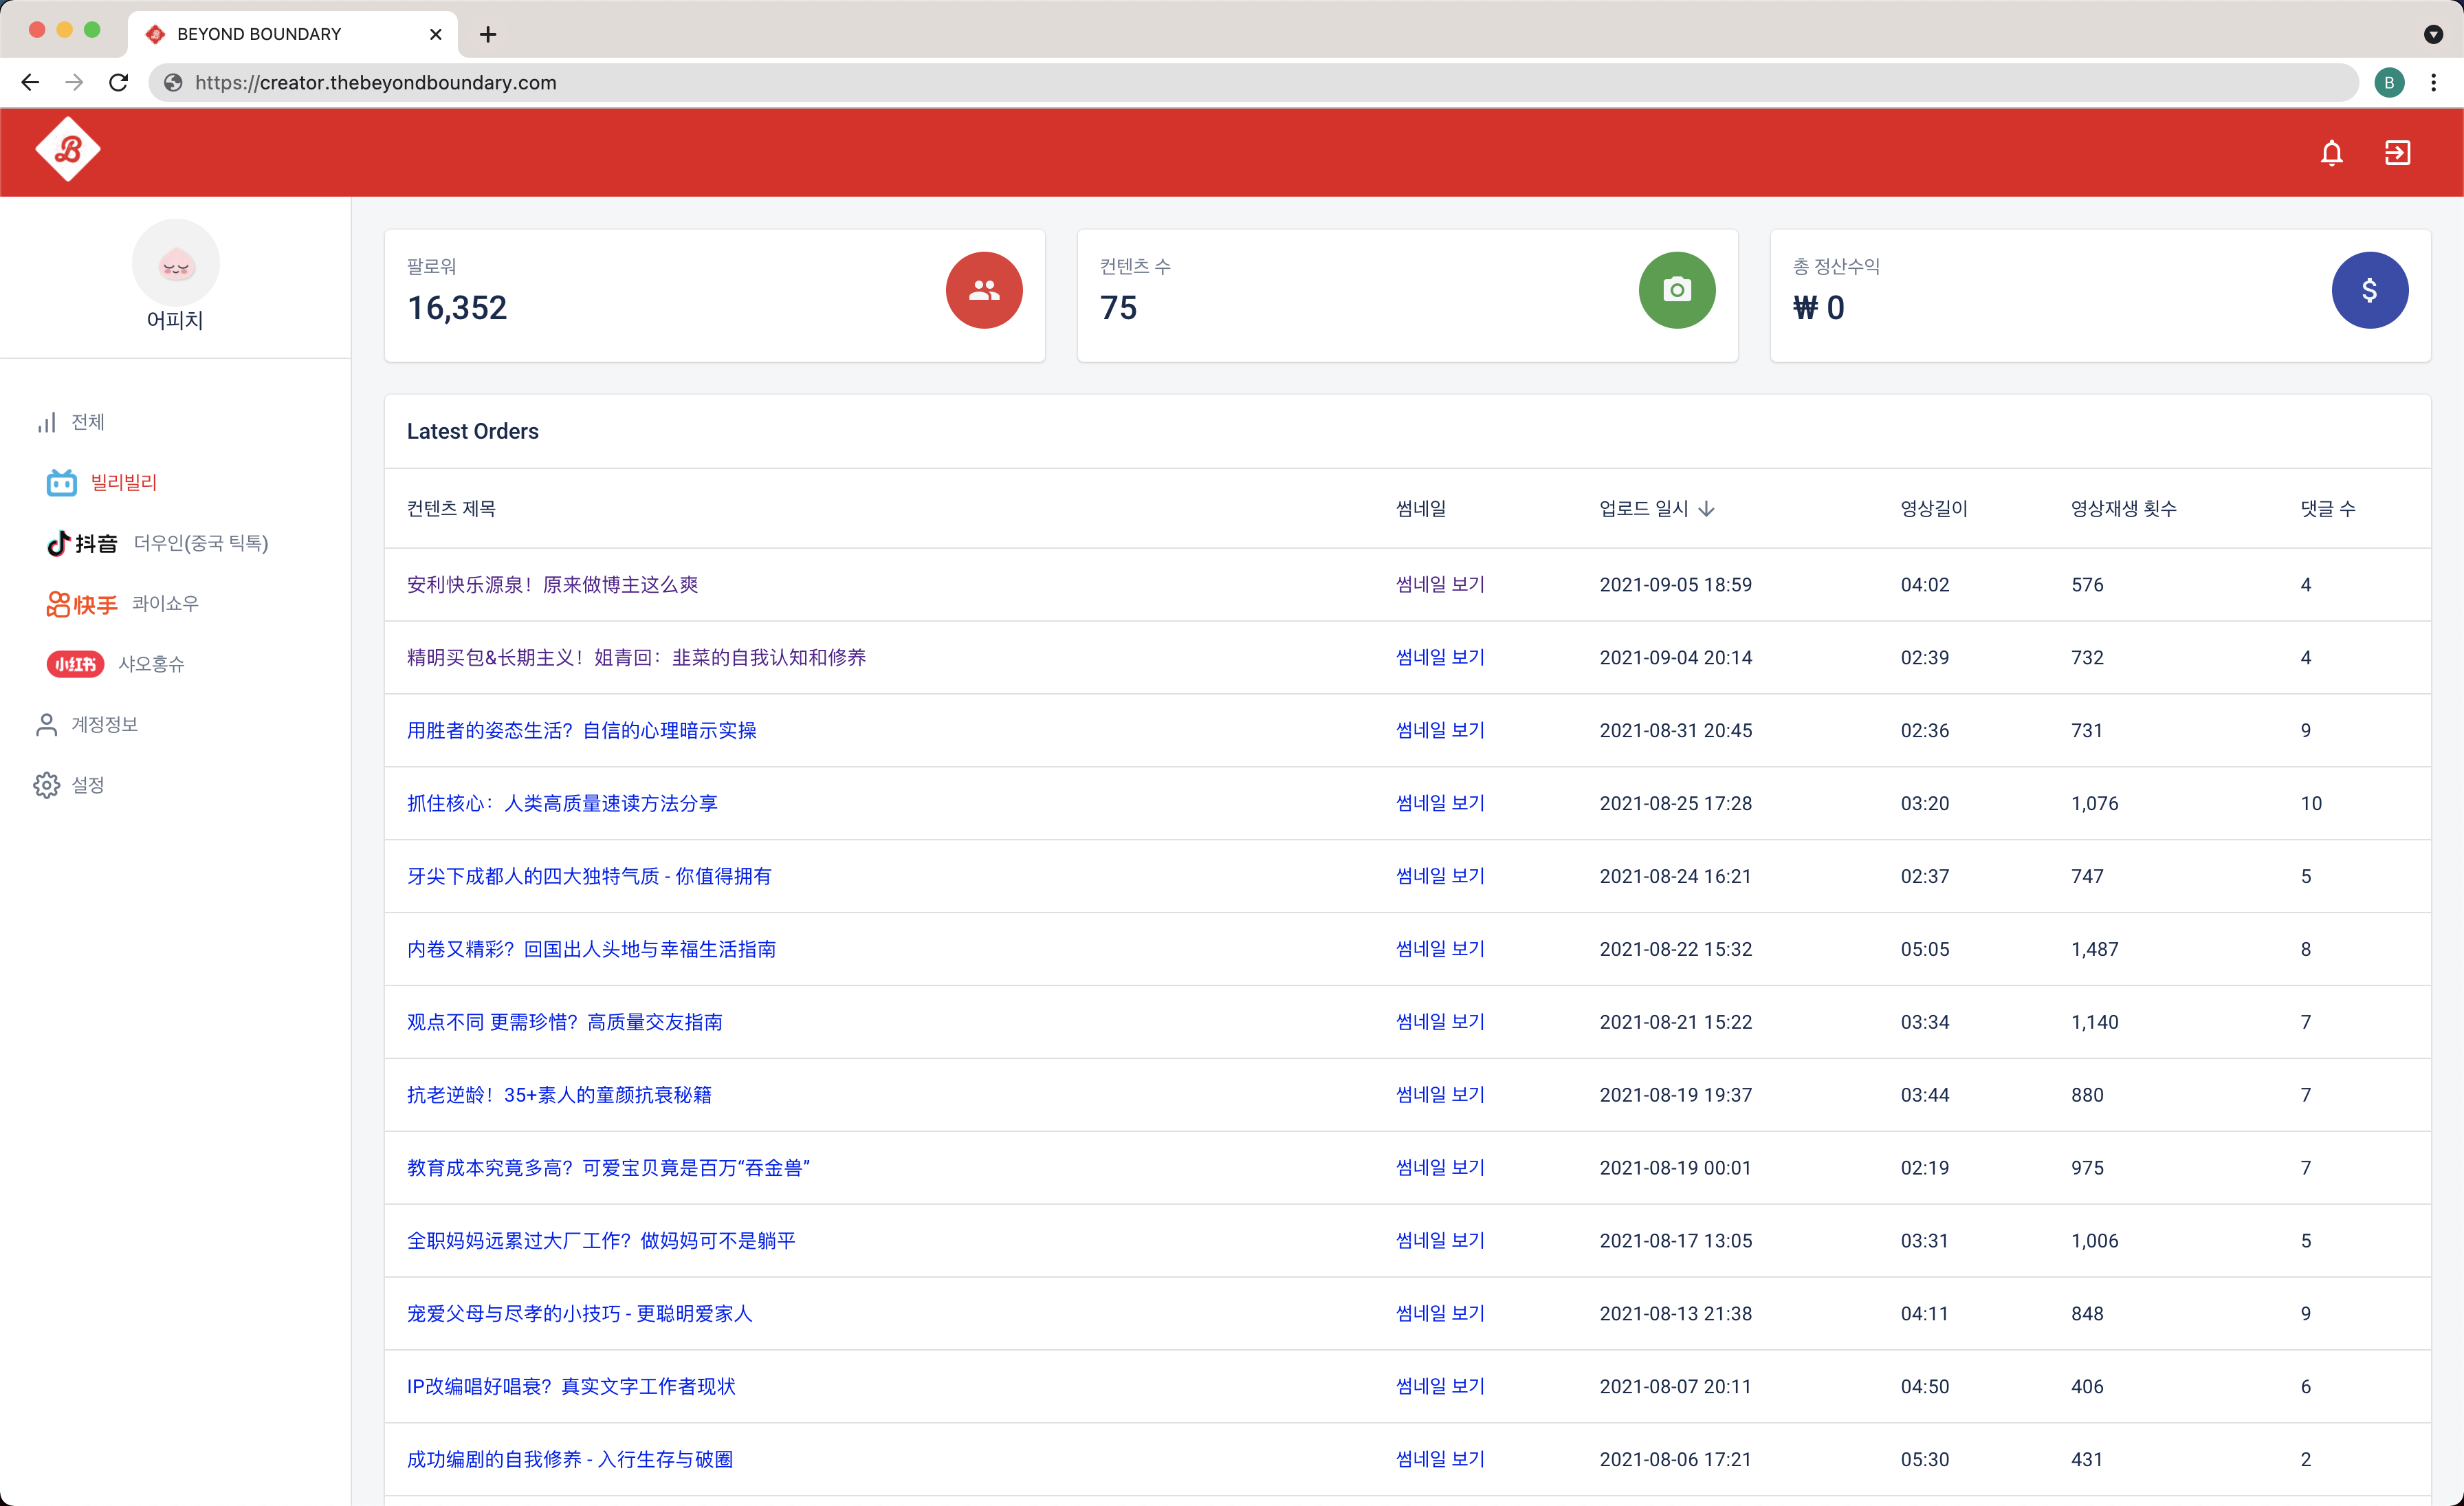 BEYOND BOUNDARY
https://creator.thebeyondboundary.com
B
B
어피치
전체
빌리빌리
抖音 더우인(중국 틱톡)
快手 콰이쇼우
小红书 샤오홍슈
계정정보
설정
팔로워
16,352
컨텐츠 수
75
총 정산수익
₩ 0
$
Latest Orders
컨텐츠 제목 썸네일 업로드 일시 영상길이 영상재생 횟수 댓글 수
安利快乐源泉！原来做博主这么爽 썸네일 보기 2021-09-05 18:59 04:02 576 4
精明买包&长期主义！姐青回：韭菜的自我认知和修养 썸네일 보기 2021-09-04 20:14 02:39 732 4
用胜者的姿态生活？自信的心理暗示实操 썸네일 보기 2021-08-31 20:45 02:36 731 9
抓住核心：人类高质量速读方法分享 썸네일 보기 2021-08-25 17:28 03:20 1,076 10
牙尖下成都人的四大独特气质 - 你值得拥有 썸네일 보기 2021-08-24 16:21 02:37 747 5
内卷又精彩？回国出人头地与幸福生活指南 썸네일 보기 2021-08-22 15:32 05:05 1,487 8
观点不同 更需珍惜？高质量交友指南 썸네일 보기 2021-08-21 15:22 03:34 1,140 7
抗老逆龄！35+素人的童颜抗衰秘籍 썸네일 보기 2021-08-19 19:37 03:44 880 7
教育成本究竟多高？可爱宝贝竟是百万“吞金兽” 썸네일 보기 2021-08-19 00:01 02:19 975 7
全职妈妈远累过大厂工作？做妈妈可不是躺平 썸네일 보기 2021-08-17 13:05 03:31 1,006 5
宠爱父母与尽孝的小技巧 - 更聪明爱家人 썸네일 보기 2021-08-13 21:38 04:11 848 9
IP改编唱好唱衰？真实文字工作者现状 썸네일 보기 2021-08-07 20:11 04:50 406 6
成功编剧的自我修养 - 入行生存与破圈 썸네일 보기 2021-08-06 17:21 05:30 431 2